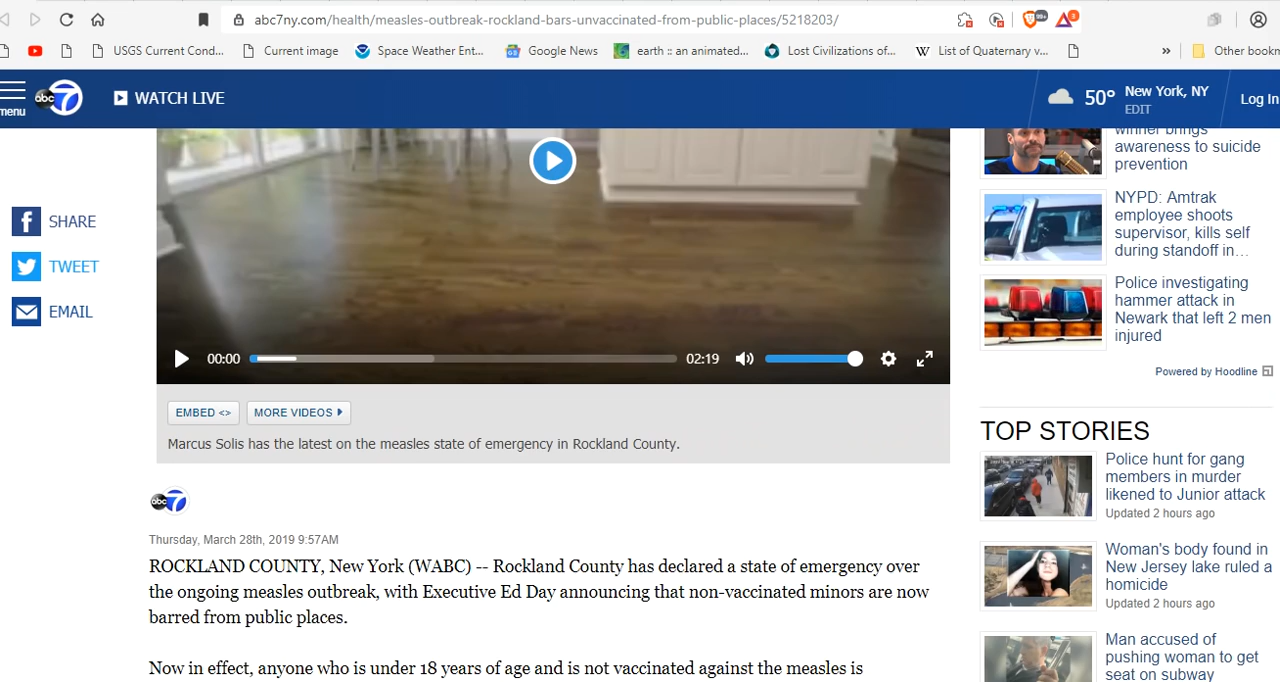 abc7ny.com/health/measles-outbreak-rockland-bars-unvaccinated-from-public-places/5218203/
99+
3
USGS Current Cond...
Current image
Space Weather Ent...
Google News
earth :: an animated...
Lost Civilizations of...
W List of Quaternary v...
»
Other bookm
menu
abc 7
WATCH LIVE
50°
New York, NY
EDIT
Log In
SHARE
TWEET
EMAIL
00:00
02:19
EMBED <>
MORE VIDEOS
Marcus Solis has the latest on the measles state of emergency in Rockland County.
abc 7
Thursday, March 28th, 2019 9:57AM
ROCKLAND COUNTY, New York (WABC) -- Rockland County has declared a state of emergency over
the ongoing measles outbreak, with Executive Ed Day announcing that non-vaccinated minors are now
barred from public places.
Now in effect, anyone who is under 18 years of age and is not vaccinated against the measles is
winner brings
awareness to suicide
prevention
NYPD: Amtrak
employee shoots
supervisor, kills self
during standoff in...
Police investigating
hammer attack in
Newark that left 2 men
injured
Powered by Hoodline
TOP STORIES
Police hunt for gang
members in murder
likened to Junior attack
Updated 2 hours ago
Woman's body found in
New Jersey lake ruled a
homicide
Updated 2 hours ago
Man accused of
pushing woman to get
seat on subway